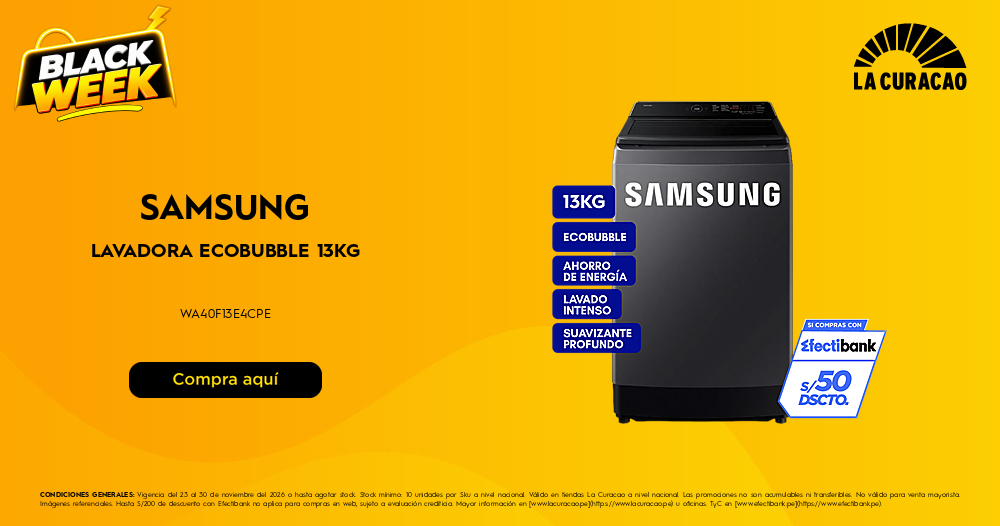 BLACK
WEEK
LA CURACAO
SAMSUNG
LAVADORA ECOBUBBLE 13KG
WA40F13E4CPE
Compra aquí
SAMSUNG
13KG
ECOBUBBLE
AHORRO
DE ENERGÍA
LAVADO
INTENSO
SUAVIZANTE
PROFUNDO
SI COMPRAS CON
Efectibank
S/50
DSCTO.
CONDICIONES GENERALES: Vigencia del 23 al 30 de noviembre del 2026 o hasta agotar stock. Stock mínimo: 10 unidades por Sku a nivel nacional. Válido en tiendas La Curacao a nivel nacional. Las promociones no son acumulables ni transferibles. No válido para venta mayorista.
Imágenes referenciales. Hasta S/200 de descuento con Efectibank no aplica para compras en web, sujeto a evaluación crediticia. Mayor información en [www.lacuracao.pe](https://www.lacuracao.pe) u oficinas. TyC en [www.efectibank.pe](https://www.efectibank.pe).